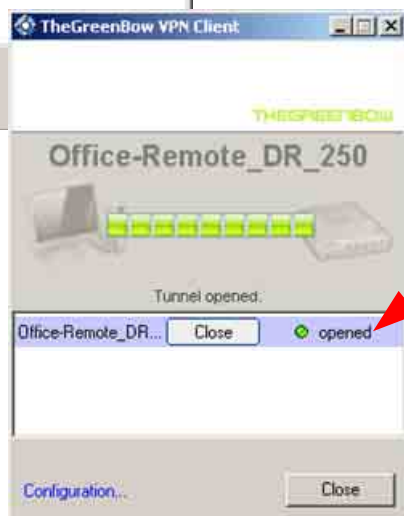 TheGreenBow VPN Client
THEGREENBOW
Office-Remote_DR_250
Tunnel opened.
Office-Remote_DR... Close opened
Configuration... Close